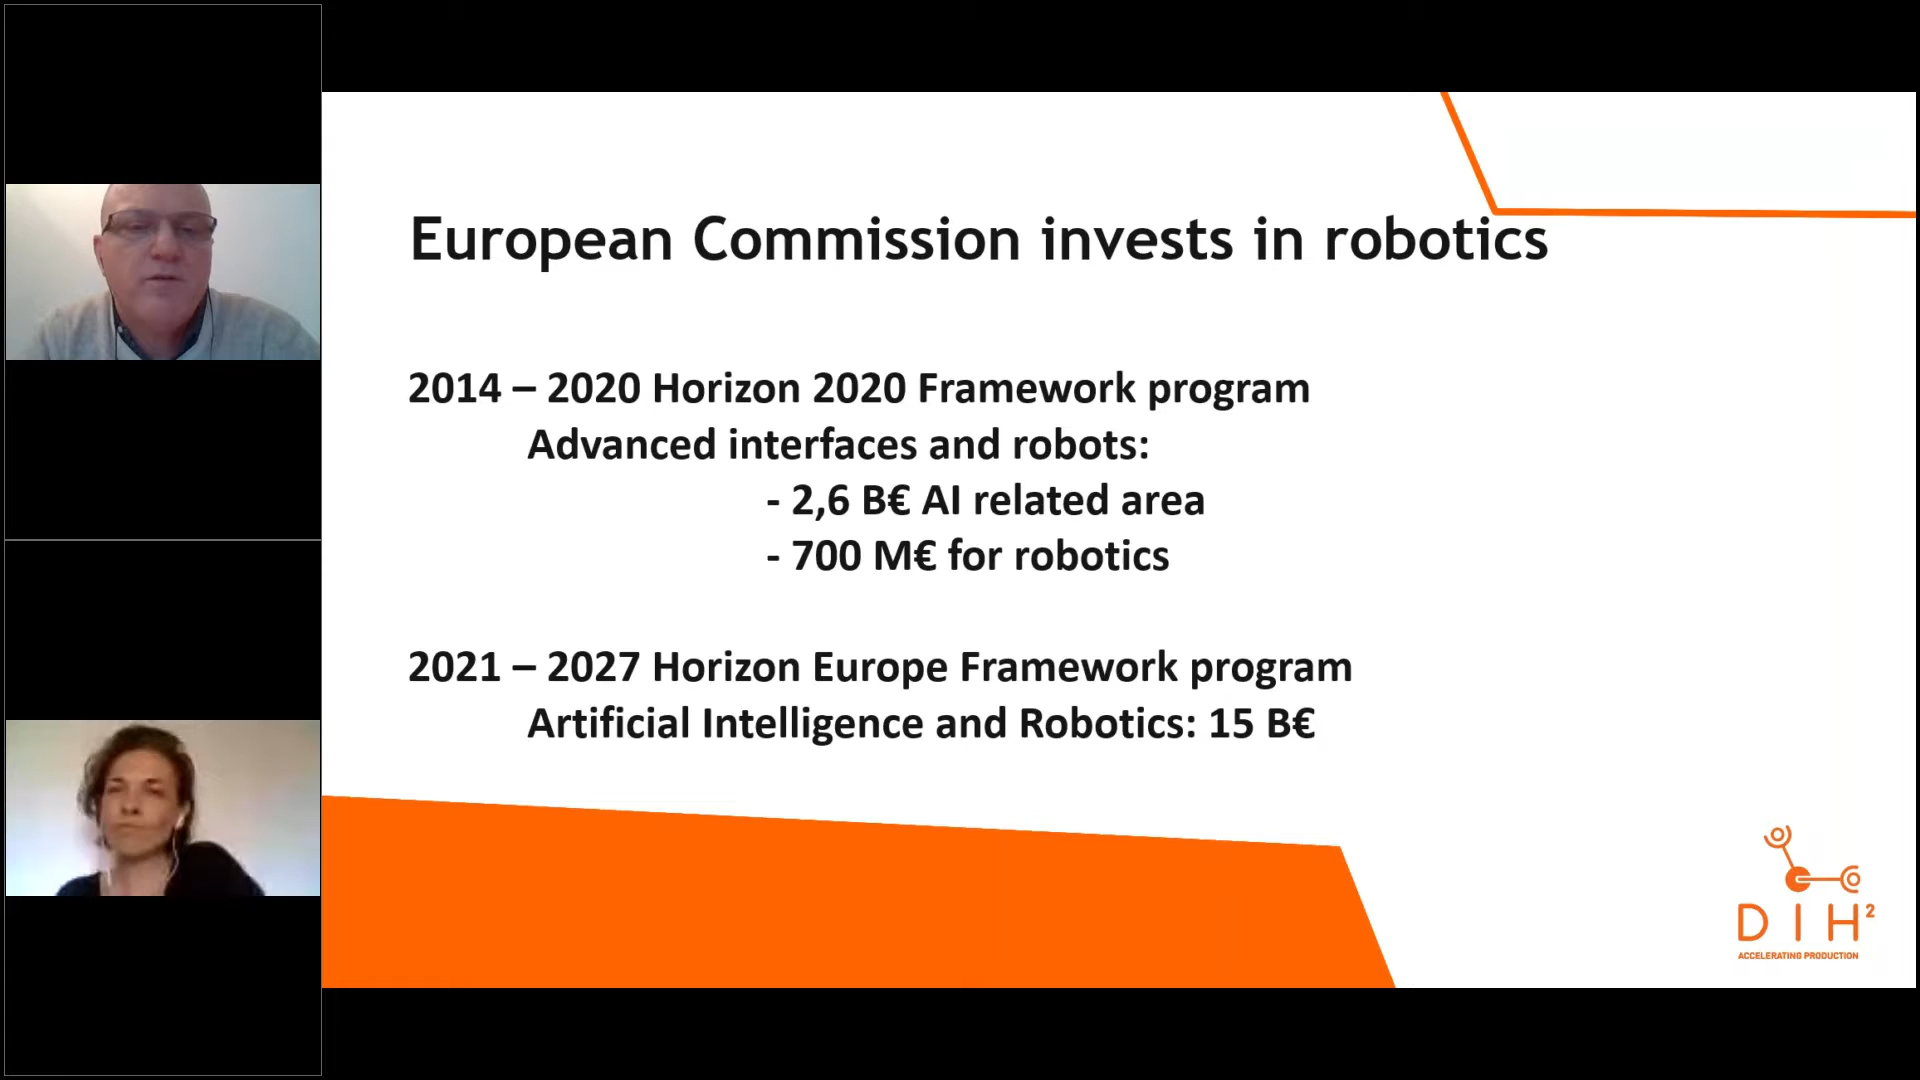 European Commission invests in robotics
2014 – 2020 Horizon 2020 Framework program
Advanced interfaces and robots:
- 2,6 B€ AI related area
- 700 M€ for robotics
2021 – 2027 Horizon Europe Framework program
Artificial Intelligence and Robotics: 15 B€
DIH²
ACCELERATING PRODUCTION